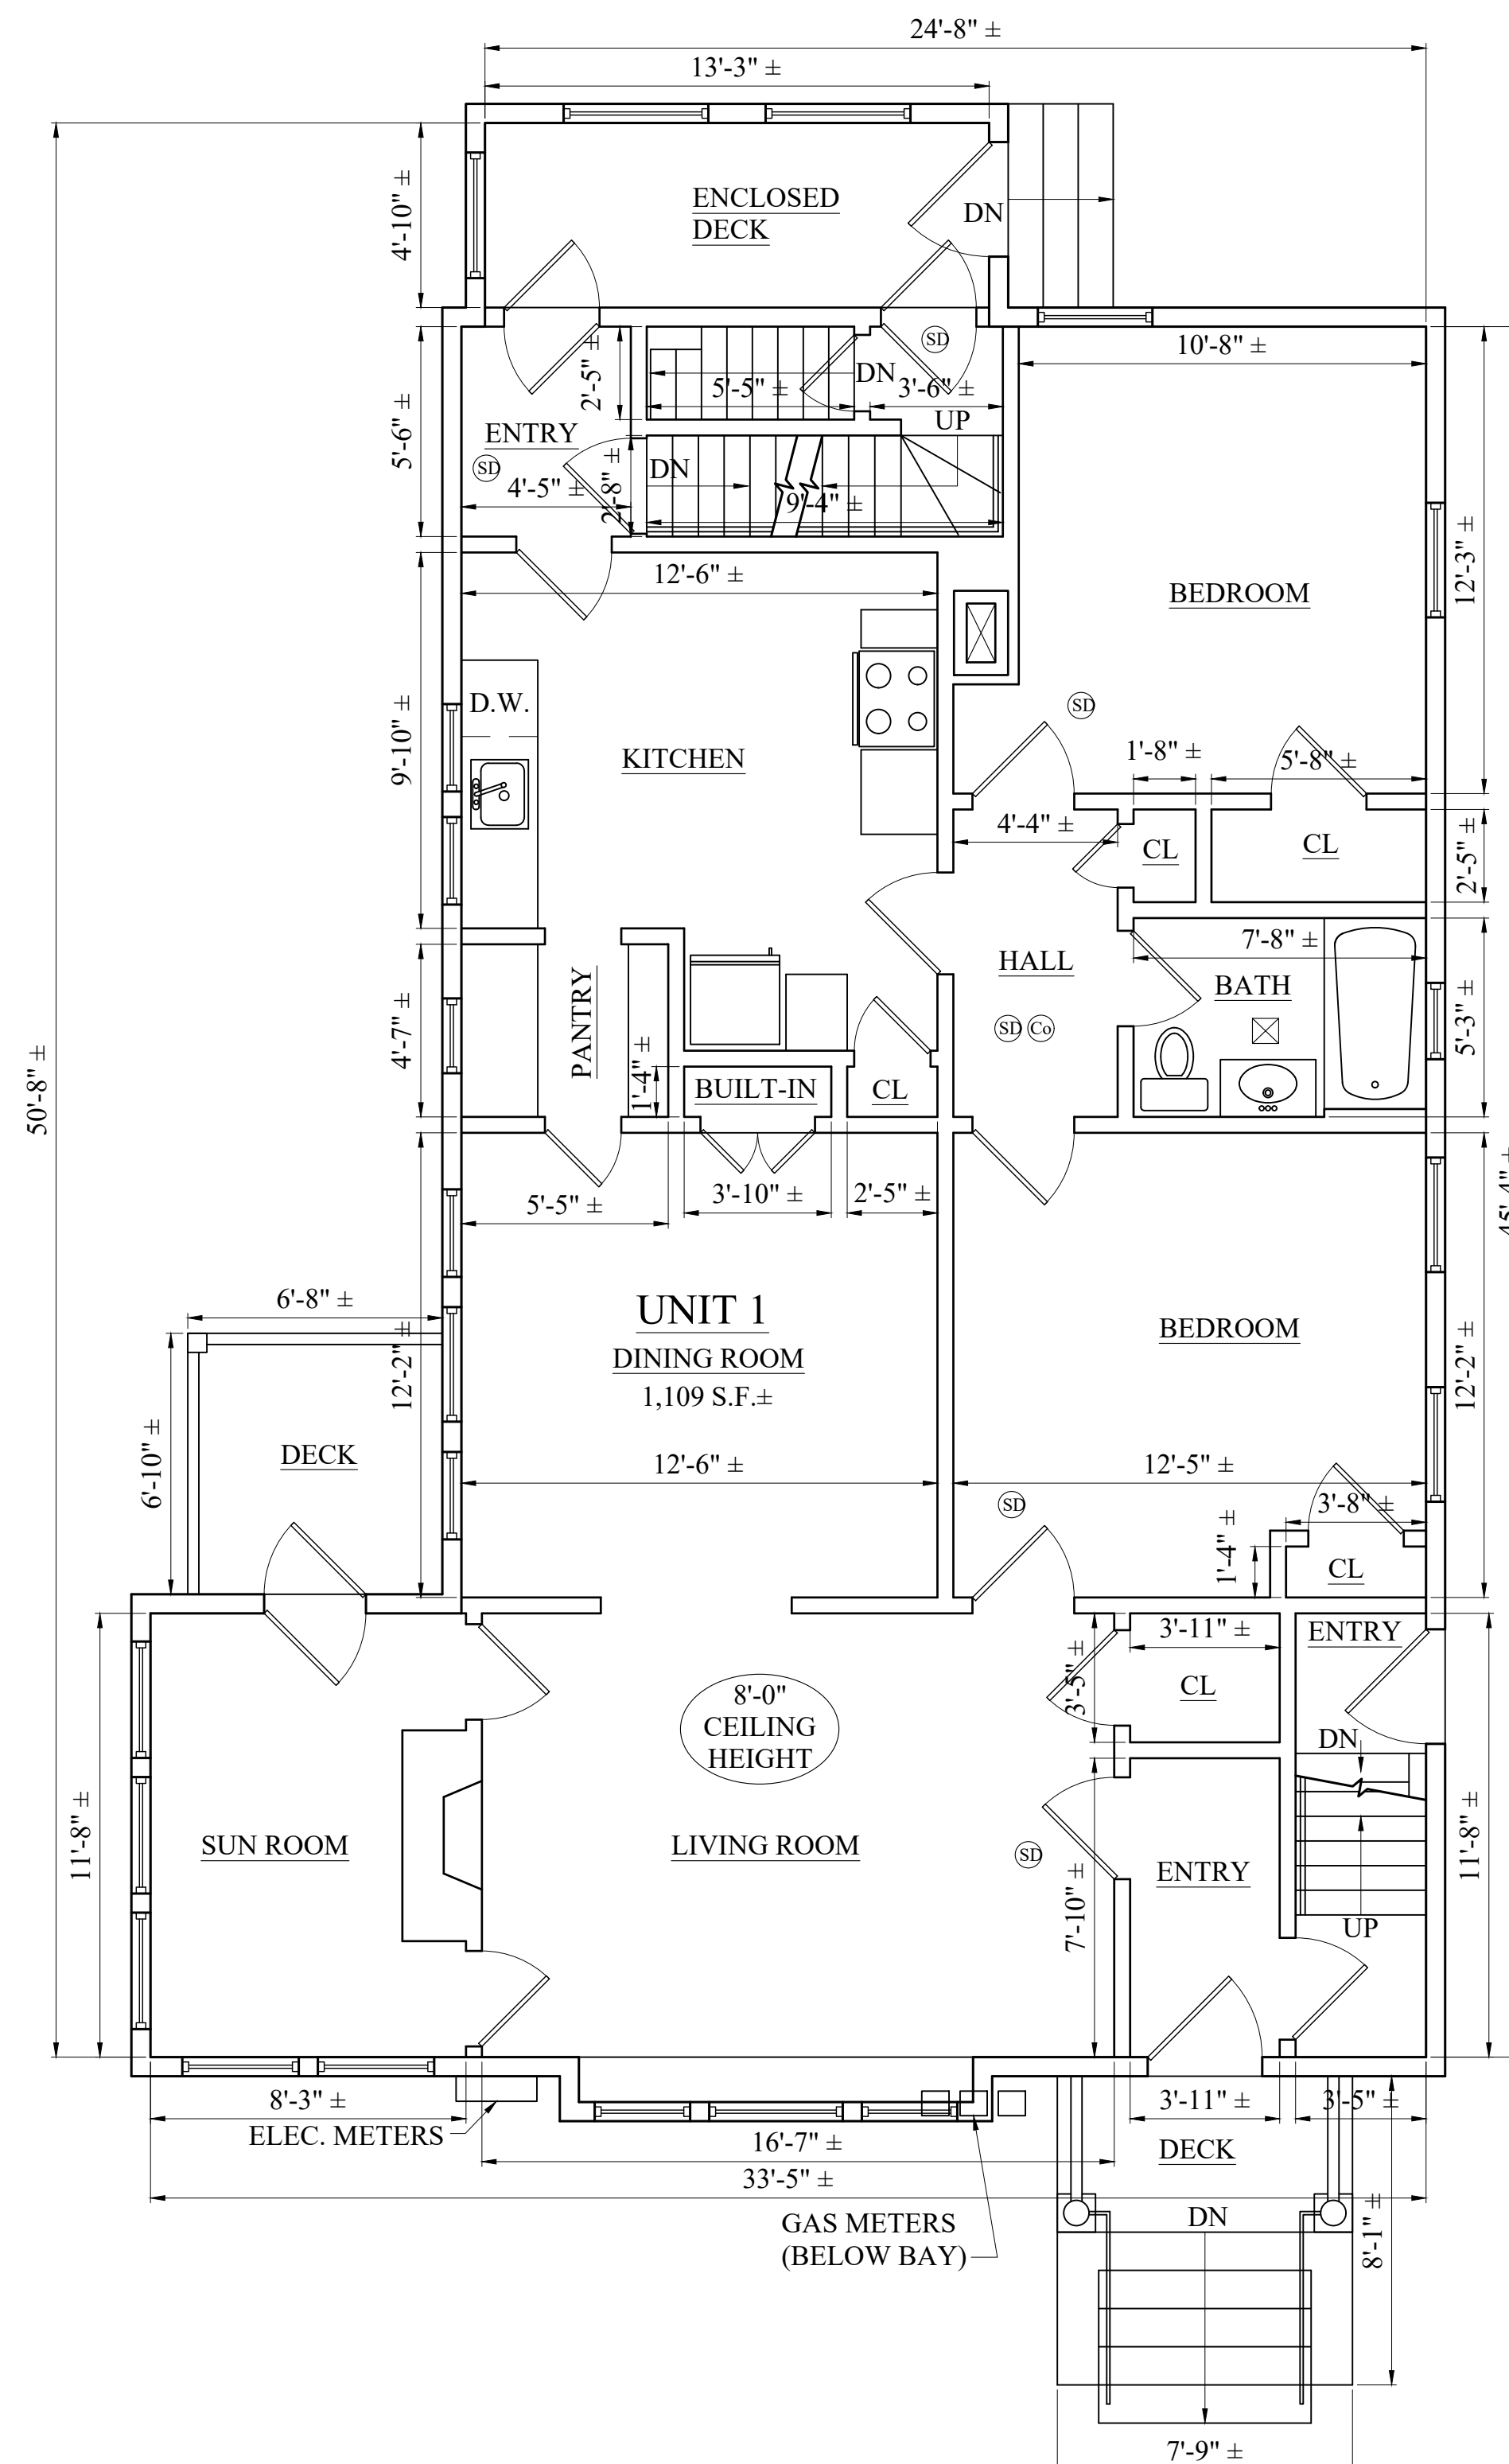 24'-8" ±
13'-3" ±
ENCLOSED
DECK
DN
4'-10" ±
10'-8" ±
SD
DN
2'-5" ±
5'-5" ±
3'-6" ±
UP
5'-6" ±
ENTRY
SD
DN
4'-5" ±
2'-8" ±
9'-4" ±
12'-3" ±
12'-6" ±
BEDROOM
D.W.
SD
9'-10" ±
KITCHEN
1'-8" ±
5'-8" ±
4'-4" ±
CL
CL
2'-5" ±
7'-8" ±
HALL
BATH
PANTRY
4'-7" ±
SD
Co
5'-3" ±
1'-4" ±
BUILT-IN
CL
50'-8" ±
45'-4" ±
5'-5" ±
3'-10" ±
2'-5" ±
6'-8" ±
UNIT 1
DINING ROOM
1,109 S.F.±
BEDROOM
12'-2" ±
12'-2" ±
DECK
6'-10" ±
12'-6" ±
12'-5" ±
SD
3'-8" ±
1'-4" ±
CL
3'-11" ±
ENTRY
8'-0"
CEILING
HEIGHT
3'-5" ±
CL
DN
11'-8" ±
SUN ROOM
LIVING ROOM
SD
ENTRY
11'-8" ±
7'-10" ±
UP
8'-3" ±
ELEC. METERS
3'-11" ±
3'-5" ±
16'-7" ±
DECK
33'-5" ±
GAS METERS
(BELOW BAY)
DN
8'-1" ±
7'-9" ±